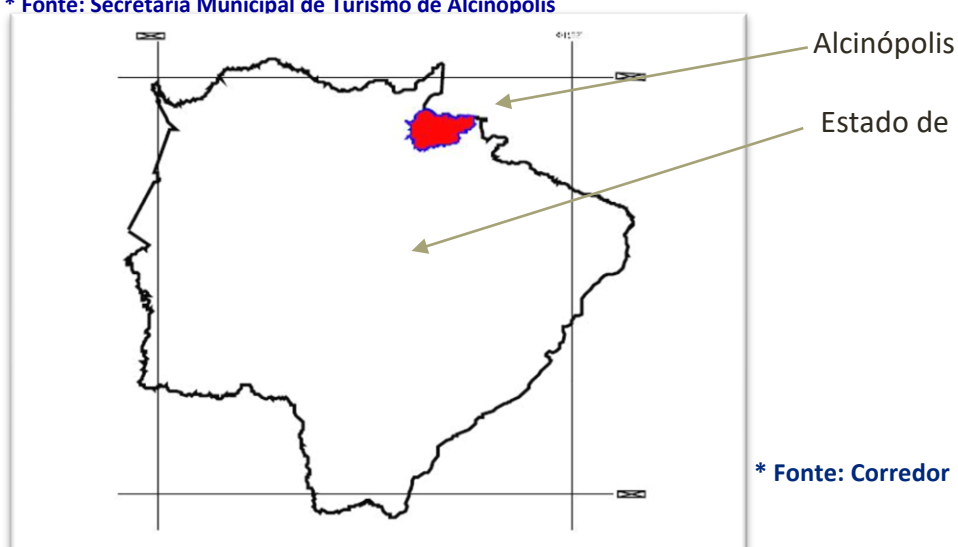 * Fonte: Secretaria Municipal de Turismo de Alcinópolis
Alcinópolis
Estado de
* Fonte: Corredor